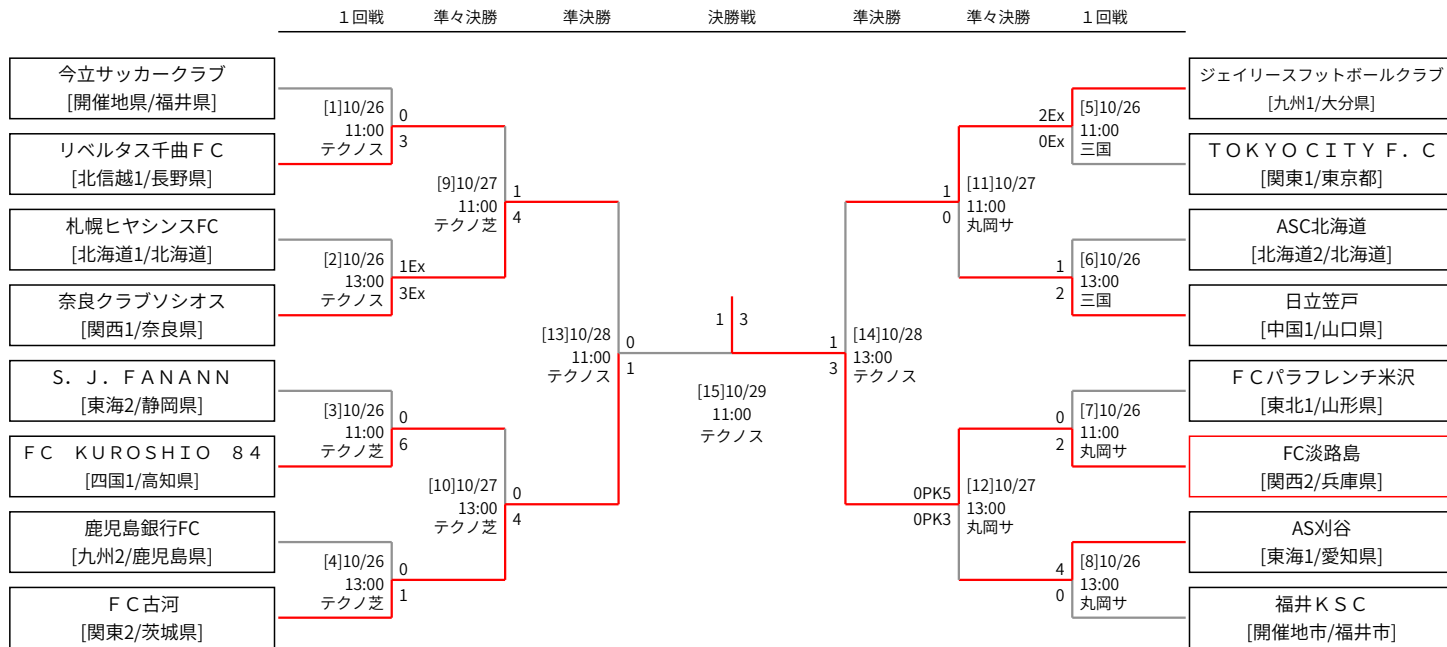 １回戦
準々決勝
準決勝
決勝戦
準決勝
準々決勝
１回戦
今立サッカークラブ
[開催地県/福井県]
リベルタス千曲ＦＣ
[北信越1/長野県]
札幌ヒヤシンスFC
[北海道1/北海道]
奈良クラブソシオス
[関西1/奈良県]
Ｓ．Ｊ．ＦＡＮＡＮＮ
[東海2/静岡県]
ＦＣ　ＫＵＲＯＳＨＩＯ　８４
[四国1/高知県]
鹿児島銀行FC
[九州2/鹿児島県]
ＦＣ古河
[関東2/茨城県]
[1]10/26
11:00
テクノス
0
3
[2]10/26
13:00
テクノス
1Ex
3Ex
[3]10/26
11:00
テクノ芝
0
6
[4]10/26
13:00
テクノ芝
0
1
[9]10/27
11:00
テクノ芝
1
4
[10]10/27
13:00
テクノ芝
0
4
[13]10/28
11:00
テクノス
0
1
1
3
[15]10/29
11:00
テクノス
1
3
[14]10/28
13:00
テクノス
1
0
[11]10/27
11:00
丸岡サ
0PK5
0PK3
[12]10/27
13:00
丸岡サ
2Ex
0Ex
[5]10/26
11:00
三国
1
2
[6]10/26
13:00
三国
0
2
[7]10/26
11:00
丸岡サ
4
0
[8]10/26
13:00
丸岡サ
ジェイリースフットボールクラブ
[九州1/大分県]
ＴＯＫＹＯ ＣＩＴＹ Ｆ．Ｃ
[関東1/東京都]
ASC北海道
[北海道2/北海道]
日立笠戸
[中国1/山口県]
ＦＣパラフレンチ米沢
[東北1/山形県]
FC淡路島
[関西2/兵庫県]
AS刈谷
[東海1/愛知県]
福井ＫＳＣ
[開催地市/福井市]